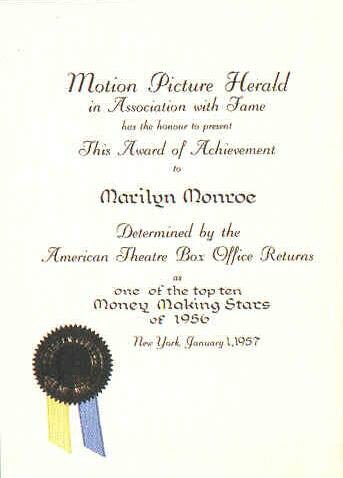 Motion Picture Herald
in Association with Fame
has the honour to present
This Award of Achievement
to
Marilyn Monroe
Determined by the
American Theatre Box Office Returns
as
one of the top ten
Money Making Stars
of 1956
New York, January 1, 1957